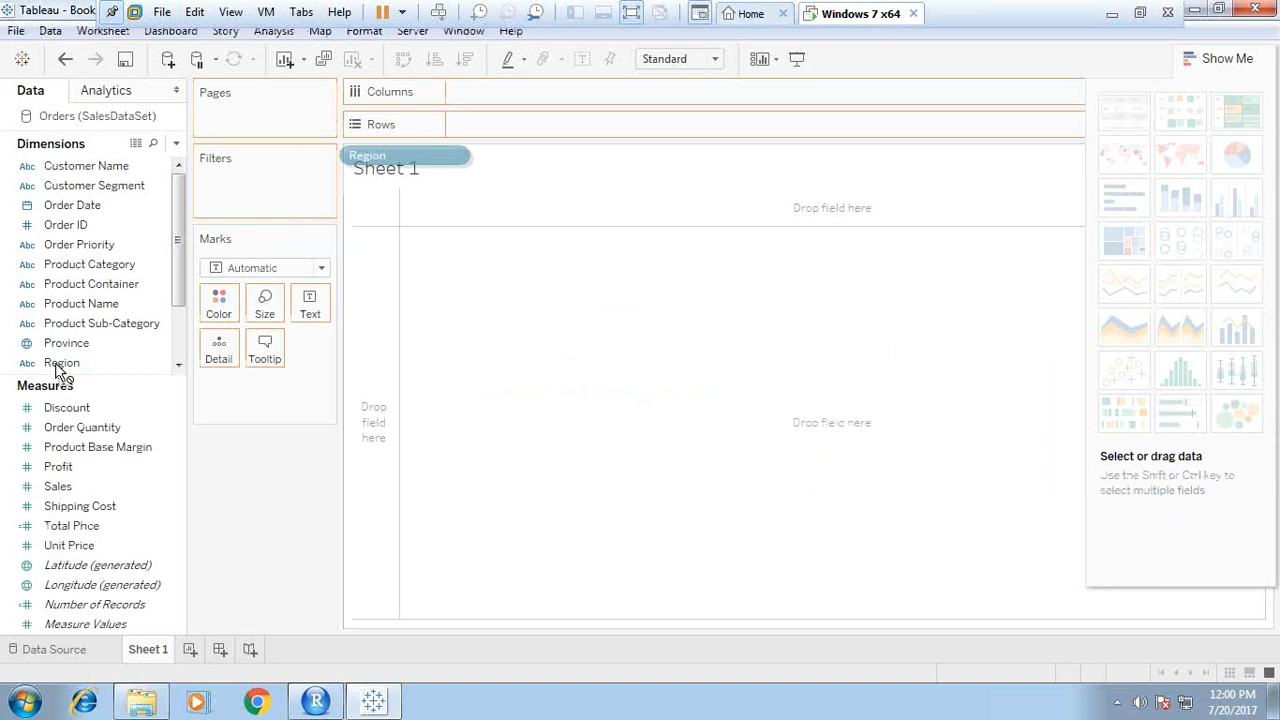 Tableau - Book
File Edit View VM Tabs Help
Home
Windows 7 x64
File Data Worksheet Dashboard Story Analysis Map Format Server Window Help
Standard
Show Me
Data Analytics
Pages
Columns
Rows
Orders (SalesDataSet)
Dimensions
Filters
Region
Sheet 1
Customer Name
Customer Segment
Order Date
Order ID
Order Priority
Product Category
Product Container
Product Name
Product Sub-Category
Province
Region
Marks
Automatic
Color Size Text
Detail Tooltip
Drop field here
Drop
field
here
Drop field here
Measures
Discount
Order Quantity
Product Base Margin
Profit
Sales
Shipping Cost
Total Price
Unit Price
Latitude (generated)
Longitude (generated)
Number of Records
Measure Values
Select or drag data
Use the Shift or Ctrl key to
select multiple fields
Data Source Sheet 1
12:00 PM
7/20/2017